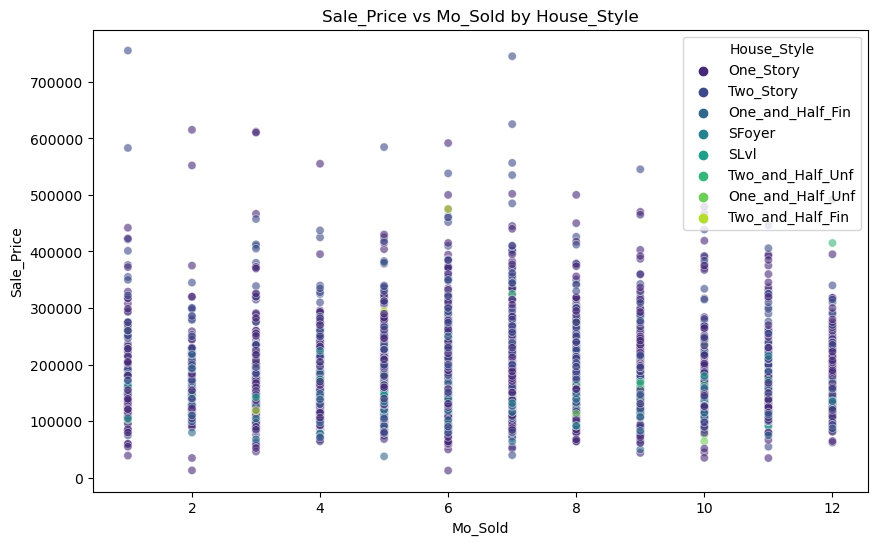 Sale_Price vs Mo_Sold by House_Style
House_Style
One_Story
Two_Story
One_and_Half_Fin
SFoyer
SLvl
Two_and_Half_Unf
One_and_Half_Unf
Two_and_Half_Fin
Sale_Price
700000
600000
500000
400000
300000
200000
100000
0
2
4
6
8
10
12
Mo_Sold